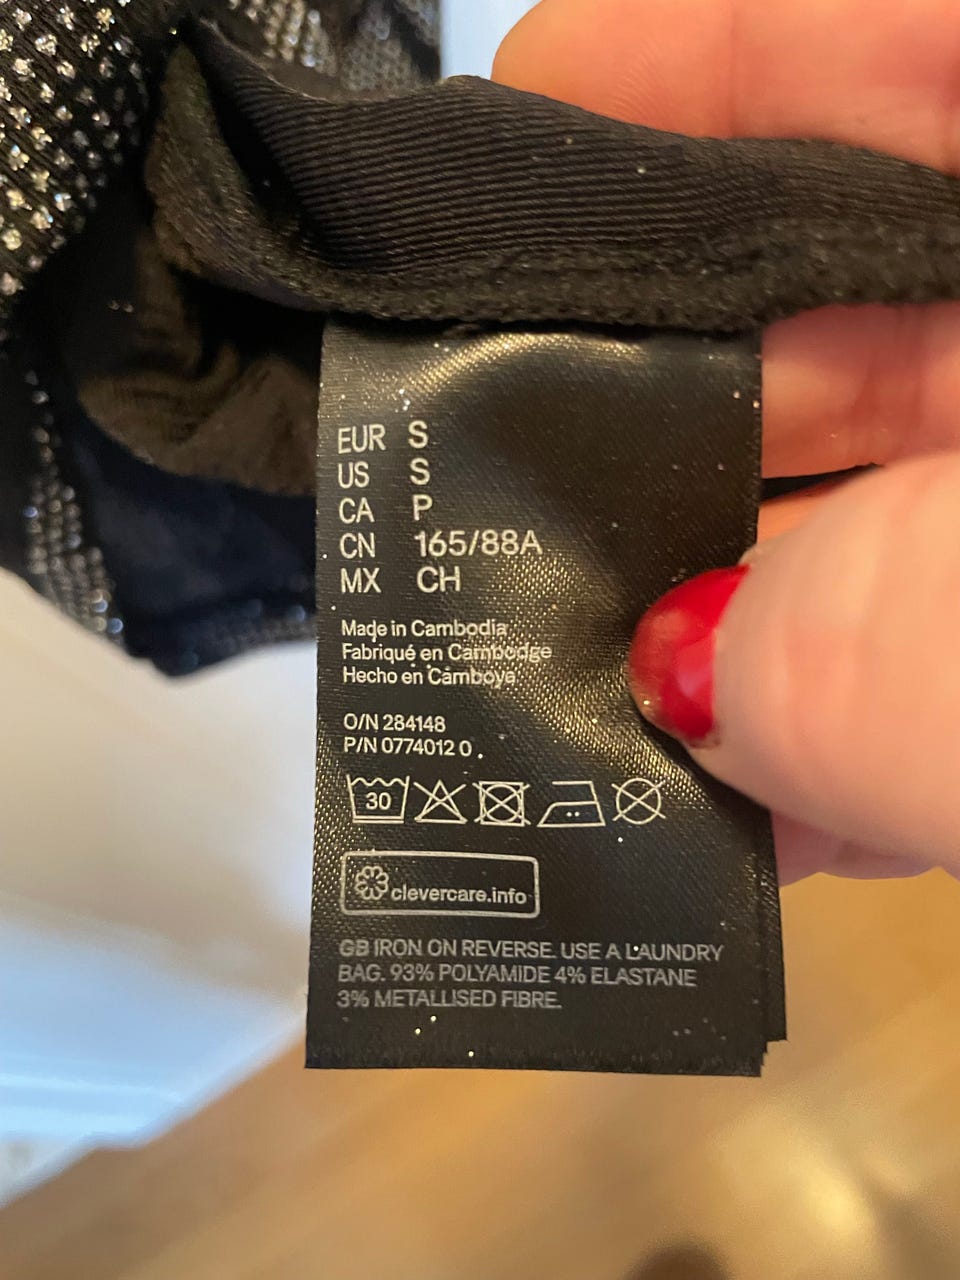 EUR S
US S
CA P
CN 165/88A
MX CH
Made in Cambodia
Fabriqué en Cambodge
Hecho en Camboya
O/N 284148
P/N 0774012 0
30
clevercare.info
GB IRON ON REVERSE. USE A LAUNDRY
BAG. 93% POLYAMIDE 4% ELASTANE
3% METALLISED FIBRE.